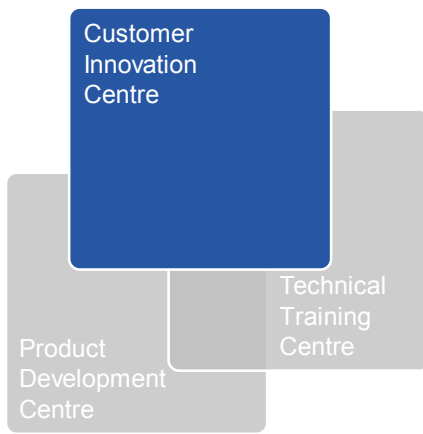 Customer
Innovation
Centre
Technical
Training
Centre
Product
Development
Centre